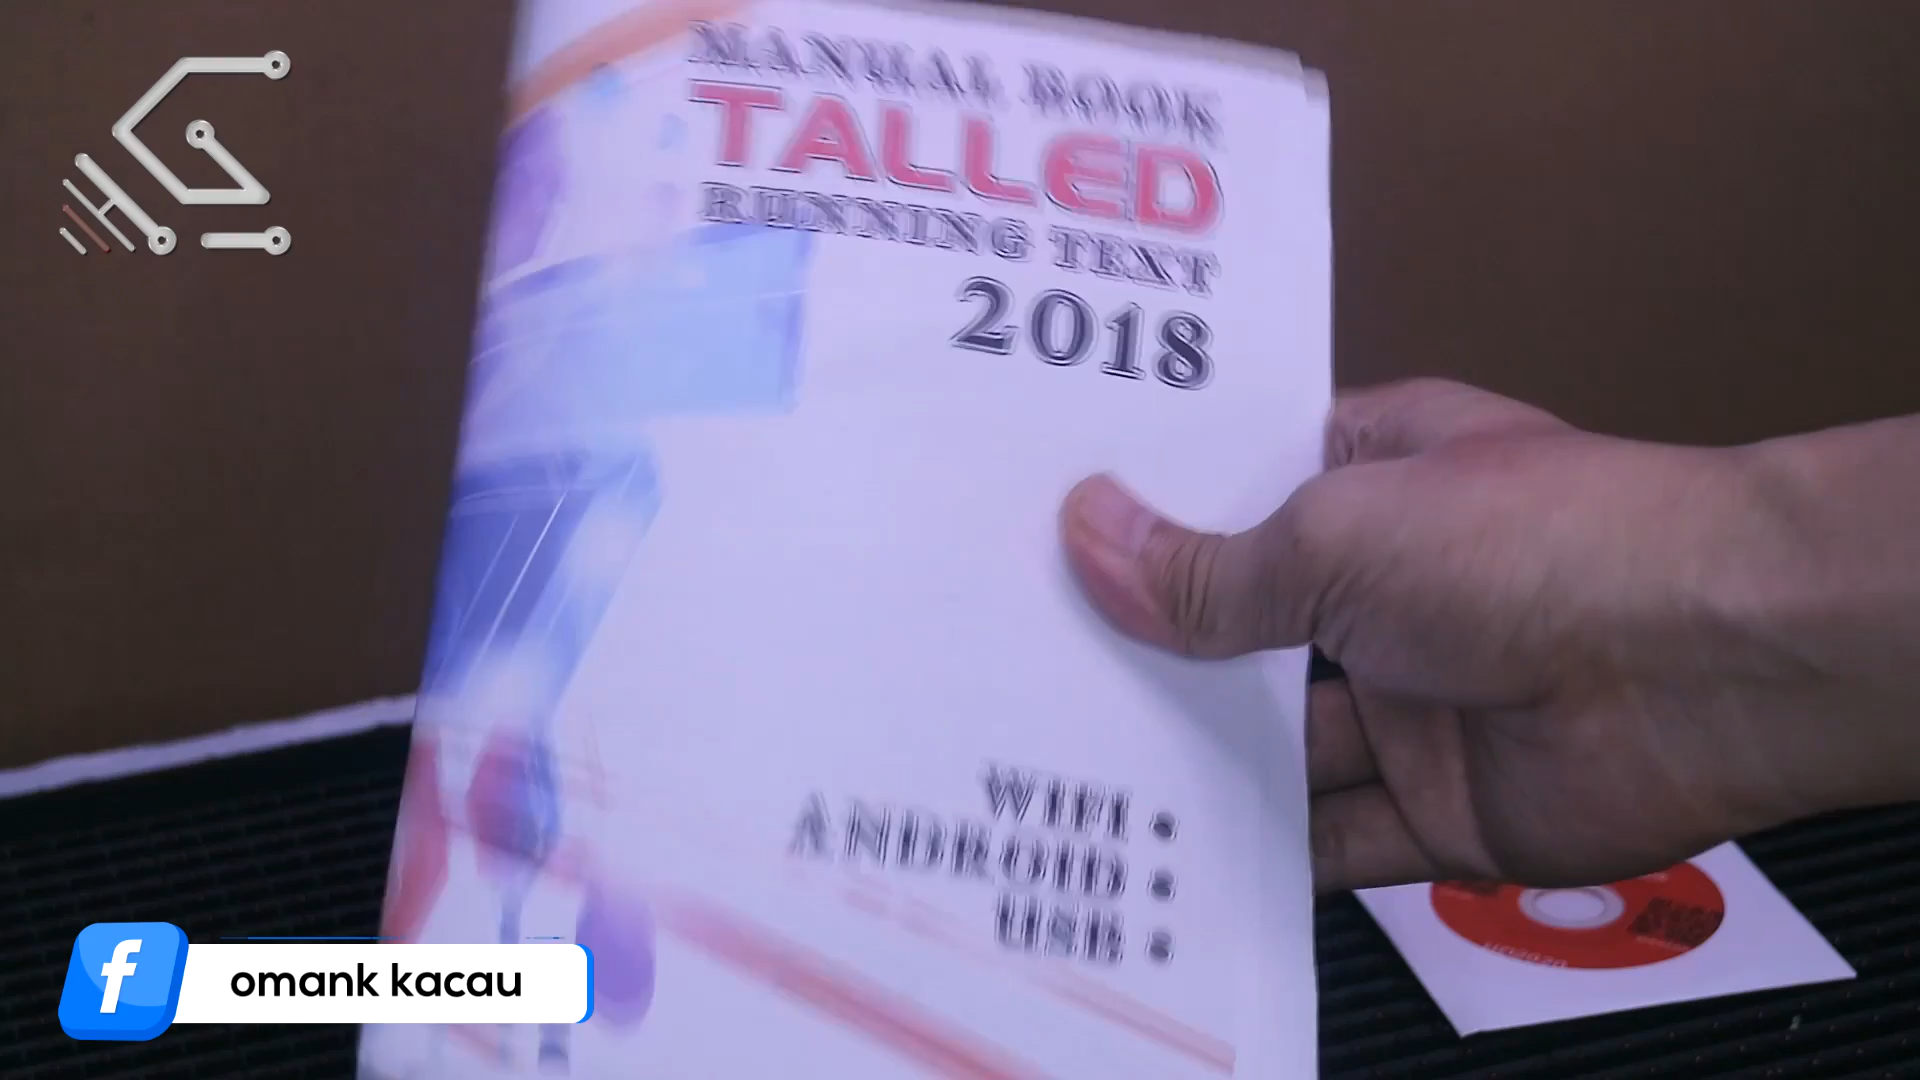 MANUAL BOOK
TALLED
RUNNING TEXT
2018
WIFI •
ANDROID •
USB •
omank kacau